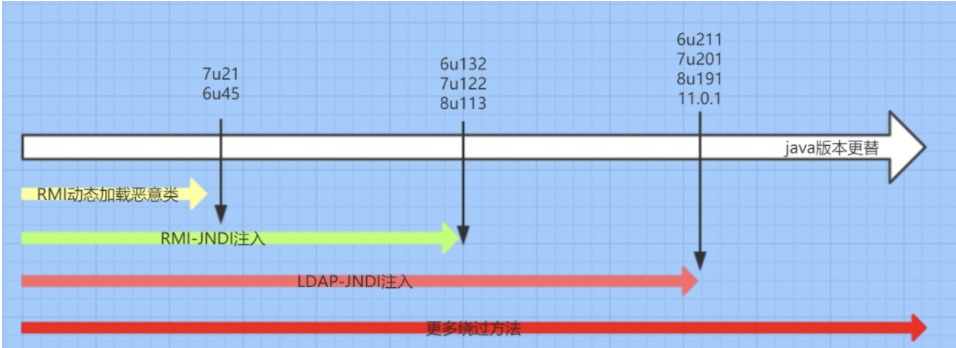 7u21
6u45
6u132
7u122
8u113
6u211
7u201
8u191
11.0.1
java版本更替
RMI动态加载恶意类
RMI-JNDI注入
LDAP-JNDI注入
更多绕过方法